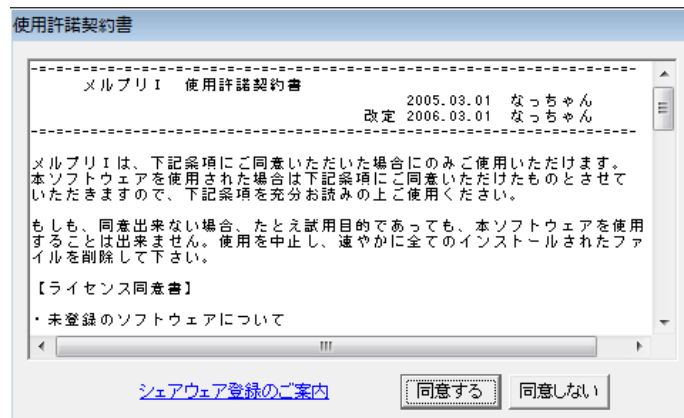 使用許諾契約書
-=-=-=-=-=-=-=-=-=-=-=-=-=-=-=-=-=-=-=-=-=-=-=-=-=-=-=-=-=-
メルプリI 使用許諾契約書
2005.03.01 なっちゃん
改定 2006.03.01 なっちゃん
-=-=-=-=-=-=-=-=-=-=-=-=-=-=-=-=-=-=-=-=-=-=-=-=-=-=-=-=-=-
メルプリIは、下記条項にご同意いただいた場合にのみご使用いただけます。
本ソフトウェアを使用された場合は下記条項にご同意いただけたものとさせて
いただきますので、下記条項を充分お読みの上ご使用ください。
もしも、同意出来ない場合、たとえ試用目的であっても、本ソフトウェアを使用
することは出来ません。使用を中止し、速やかに全てのインストールされたファ
イルを削除して下さい。
【ライセンス同意書】
・未登録のソフトウェアについて
シェアウェア登録のご案内 同意する 同意しない